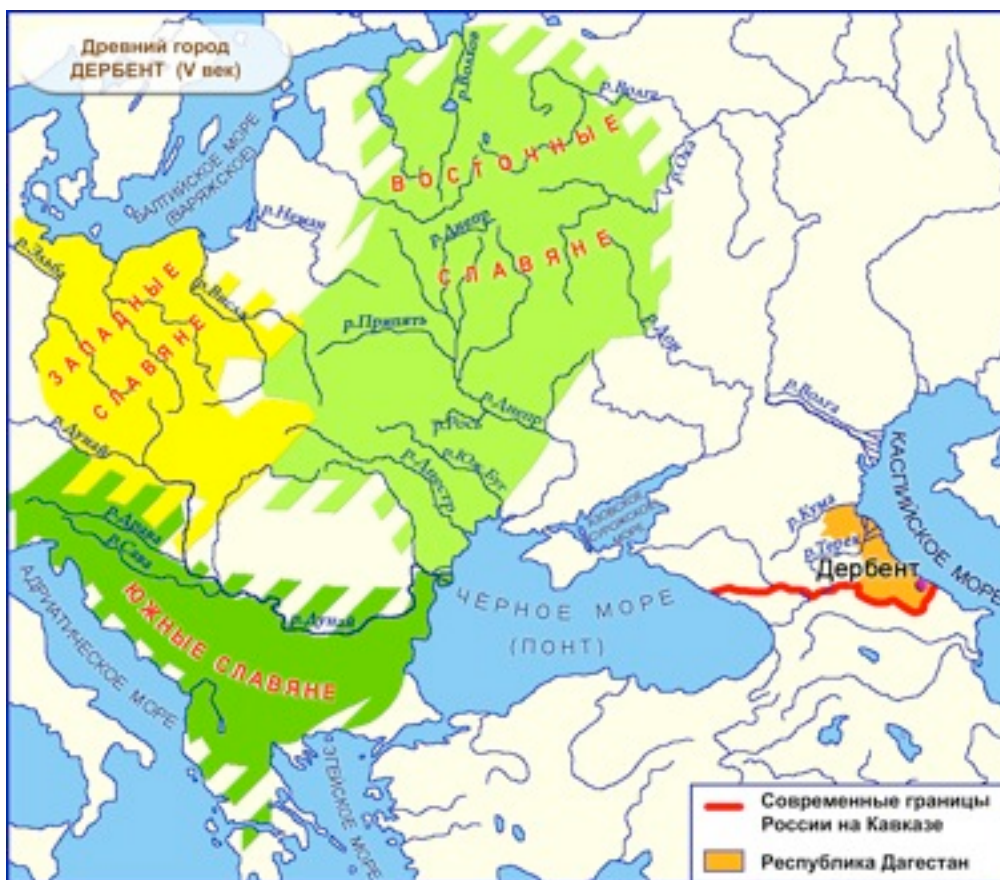 Древний город
ДЕРБЕНТ (V век)
р.Волхов
р.Волга
р.Ока
ВОСТОЧНЫЕ
СЛАВЯНЕ
БАЛТИЙСКОЕ МОРЕ
(ВАРЯЖСКОЕ)
р.Неман
р.Днепр
р.Эльба
р.Висла
ЗАПАДНЫЕ
СЛАВЯНЕ
р.Припять
р.Дон
р.Днепр
р.Рось
р.Юж.Буг
р.Днестр
р.Волга
р.Дунай
КАСПИЙСКОЕ МОРЕ
р.Драва
р.Сава
АЗОВСКОЕ
СУРОЖСКОЕ
МОРЕ
р.Кума
р.Терек
Дербент
АДРИАТИЧЕСКОЕ МОРЕ
ЮЖНЫЕ СЛАВЯНЕ
р.Дунай
ЧЁРНОЕ МОРЕ
(ПОНТ)
ЭГЕЙСКОЕ МОРЕ
Современные границы
России на Кавказе
Республика Дагестан